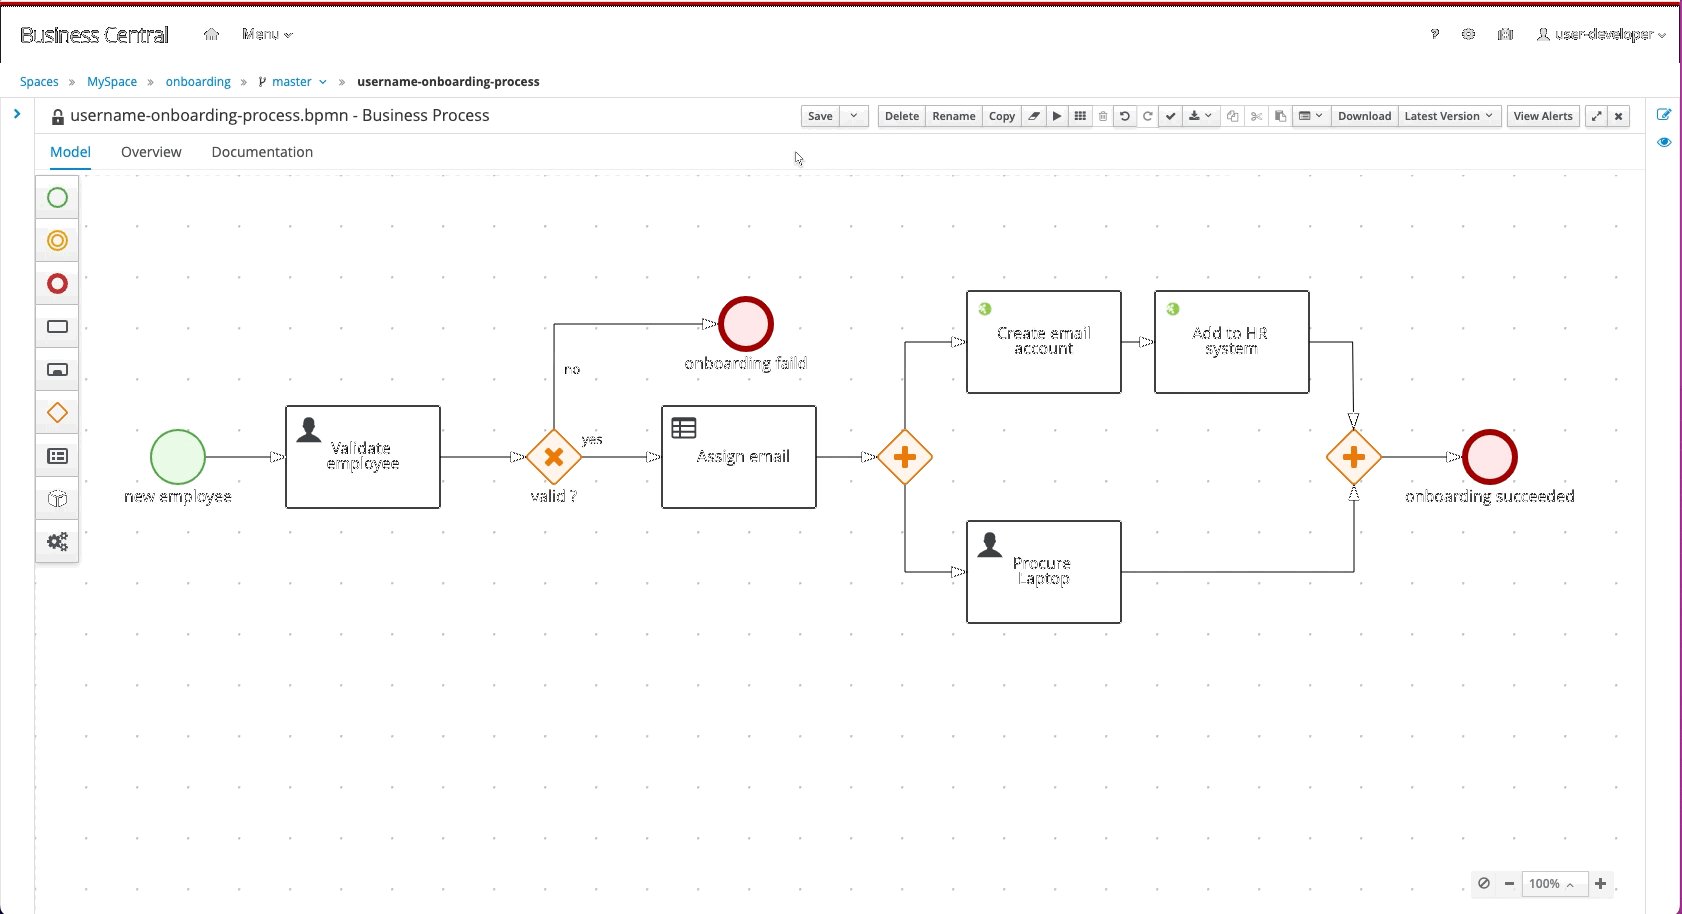 Business Central
Menu
?
user-developer
Spaces » MySpace » onboarding » master » username-onboarding-process
username-onboarding-process.bpmn - Business Process
Save
Delete
Rename
Copy
Download
Latest Version
View Alerts
Model
Overview
Documentation
Create email
account
Add to HR
system
onboarding faild
no
yes
Validate
employee
Assign email
new employee
valid ?
onboarding succeeded
Procure
Laptop
100%